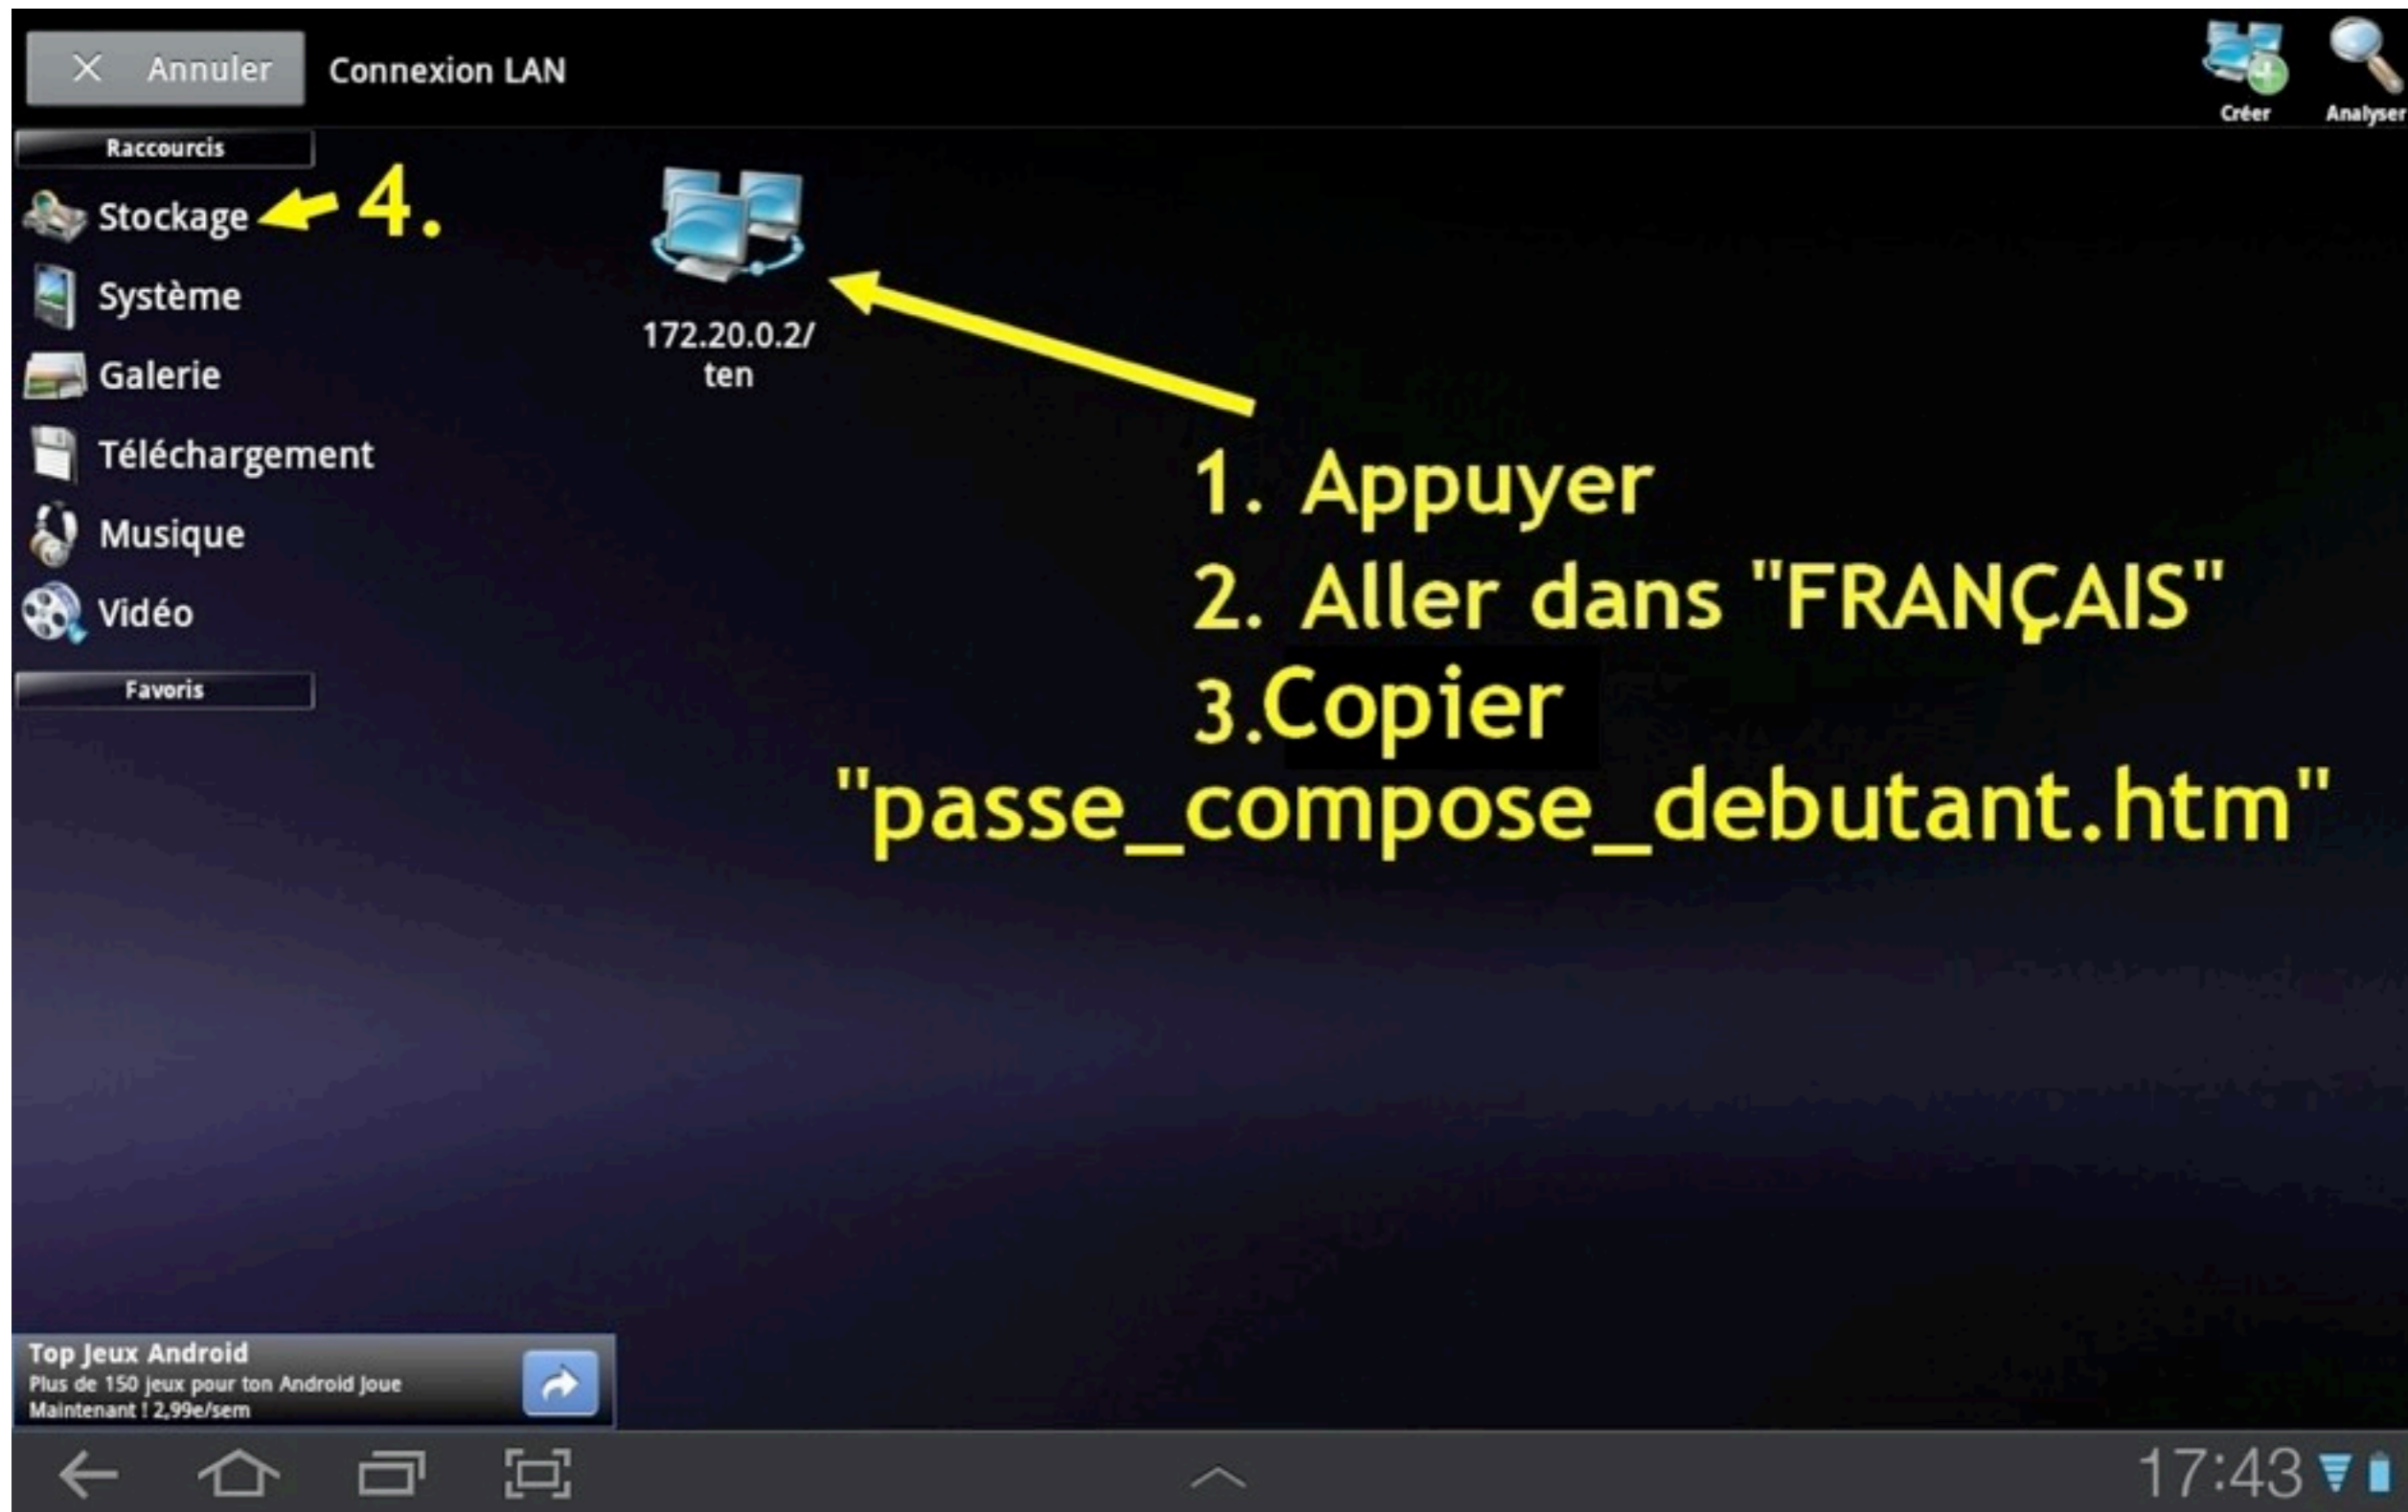 Annuler Connexion LAN
Créer Analyser
Raccourcis
Stockage 4.
Système
Galerie
Téléchargement
Musique
Vidéo
Favoris
172.20.0.2/
ten
1. Appuyer
2. Aller dans "FRANÇAIS"
3.Copier
"passe_compose_debutant.htm"
Top Jeux Android
Plus de 150 jeux pour ton Android Joue
Maintenant ! 2,99e/sem
17:43